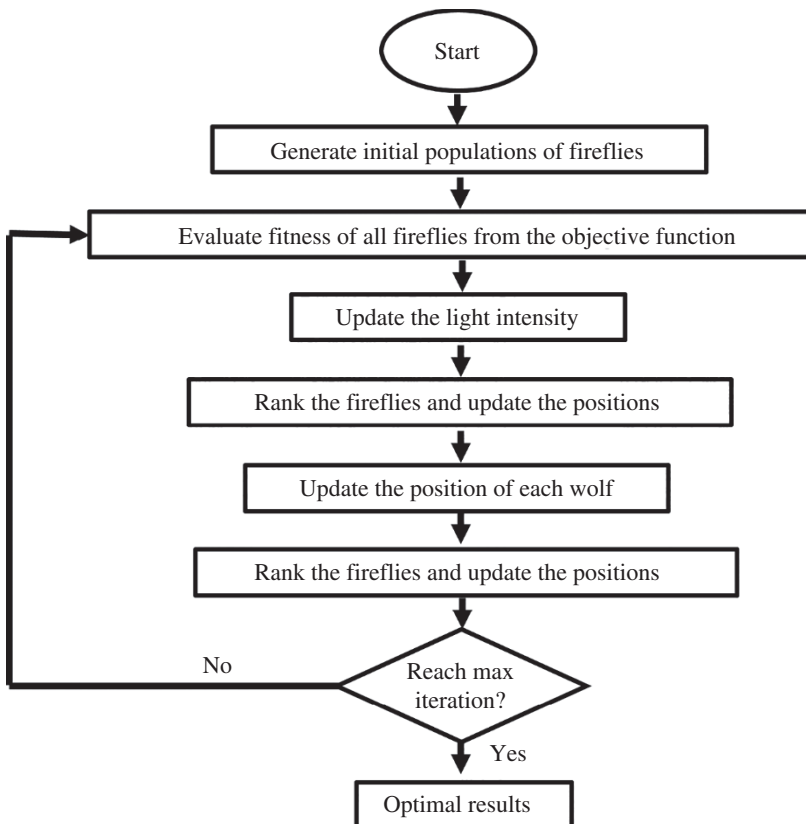 Start
Generate initial populations of fireflies
Evaluate fitness of all fireflies from the objective function
Update the light intensity
Rank the fireflies and update the positions
Update the position of each wolf
Rank the fireflies and update the positions
No
Reach max
iteration?
Yes
Optimal results